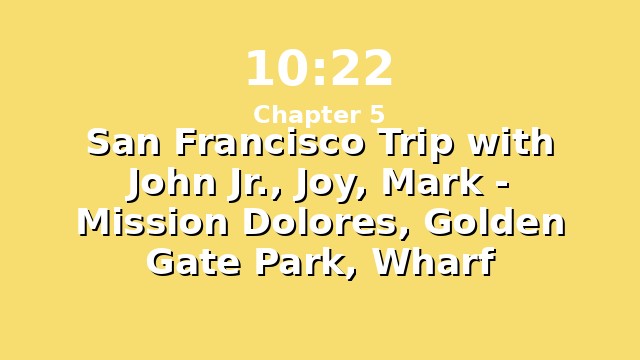 10:22
Chapter 5
San Francisco Trip with
John Jr., Joy, Mark -
Mission Dolores, Golden
Gate Park, Wharf